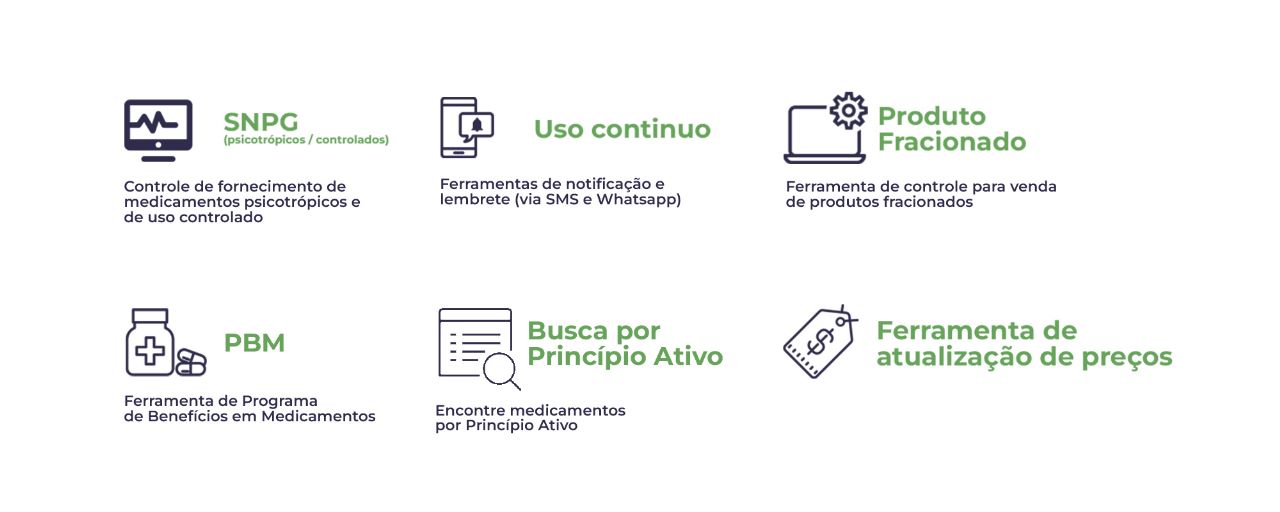 SNPG
(psicotrópicos / controlados)
Controle de fornecimento de
medicamentos psicotrópicos e
de uso controlado
Uso continuo
Ferramentas de notificação e
lembrete (via SMS e Whatsapp)
Produto
Fracionado
Ferramenta de controle para venda
de produtos fracionados
PBM
Ferramenta de Programa
de Benefícios em Medicamentos
Busca por
Princípio Ativo
Encontre medicamentos
por Princípio Ativo
$
Ferramenta de
atualização de preços